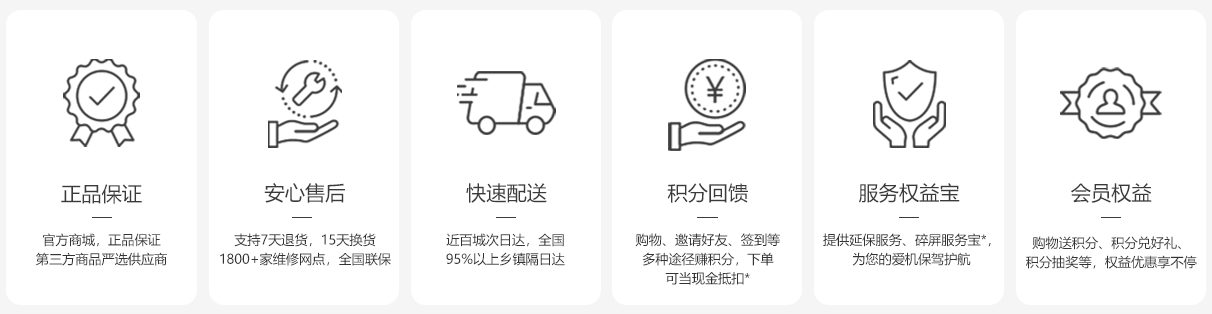 正品保证
官方商城，正品保证
第三方商品严选供应商
安心售后
支持7天退货，15天换货
1800+家维修网点，全国联保
快速配送
近百城次日达，全国
95%以上乡镇隔日达
¥
积分回馈
购物、邀请好友、签到等
多种途径赚积分，下单
可当现金抵扣*
服务权益宝
提供延保服务、碎屏服务宝*，
为您的爱机保驾护航
会员权益
购物送积分、积分兑好礼、
积分抽奖等，权益优惠享不停